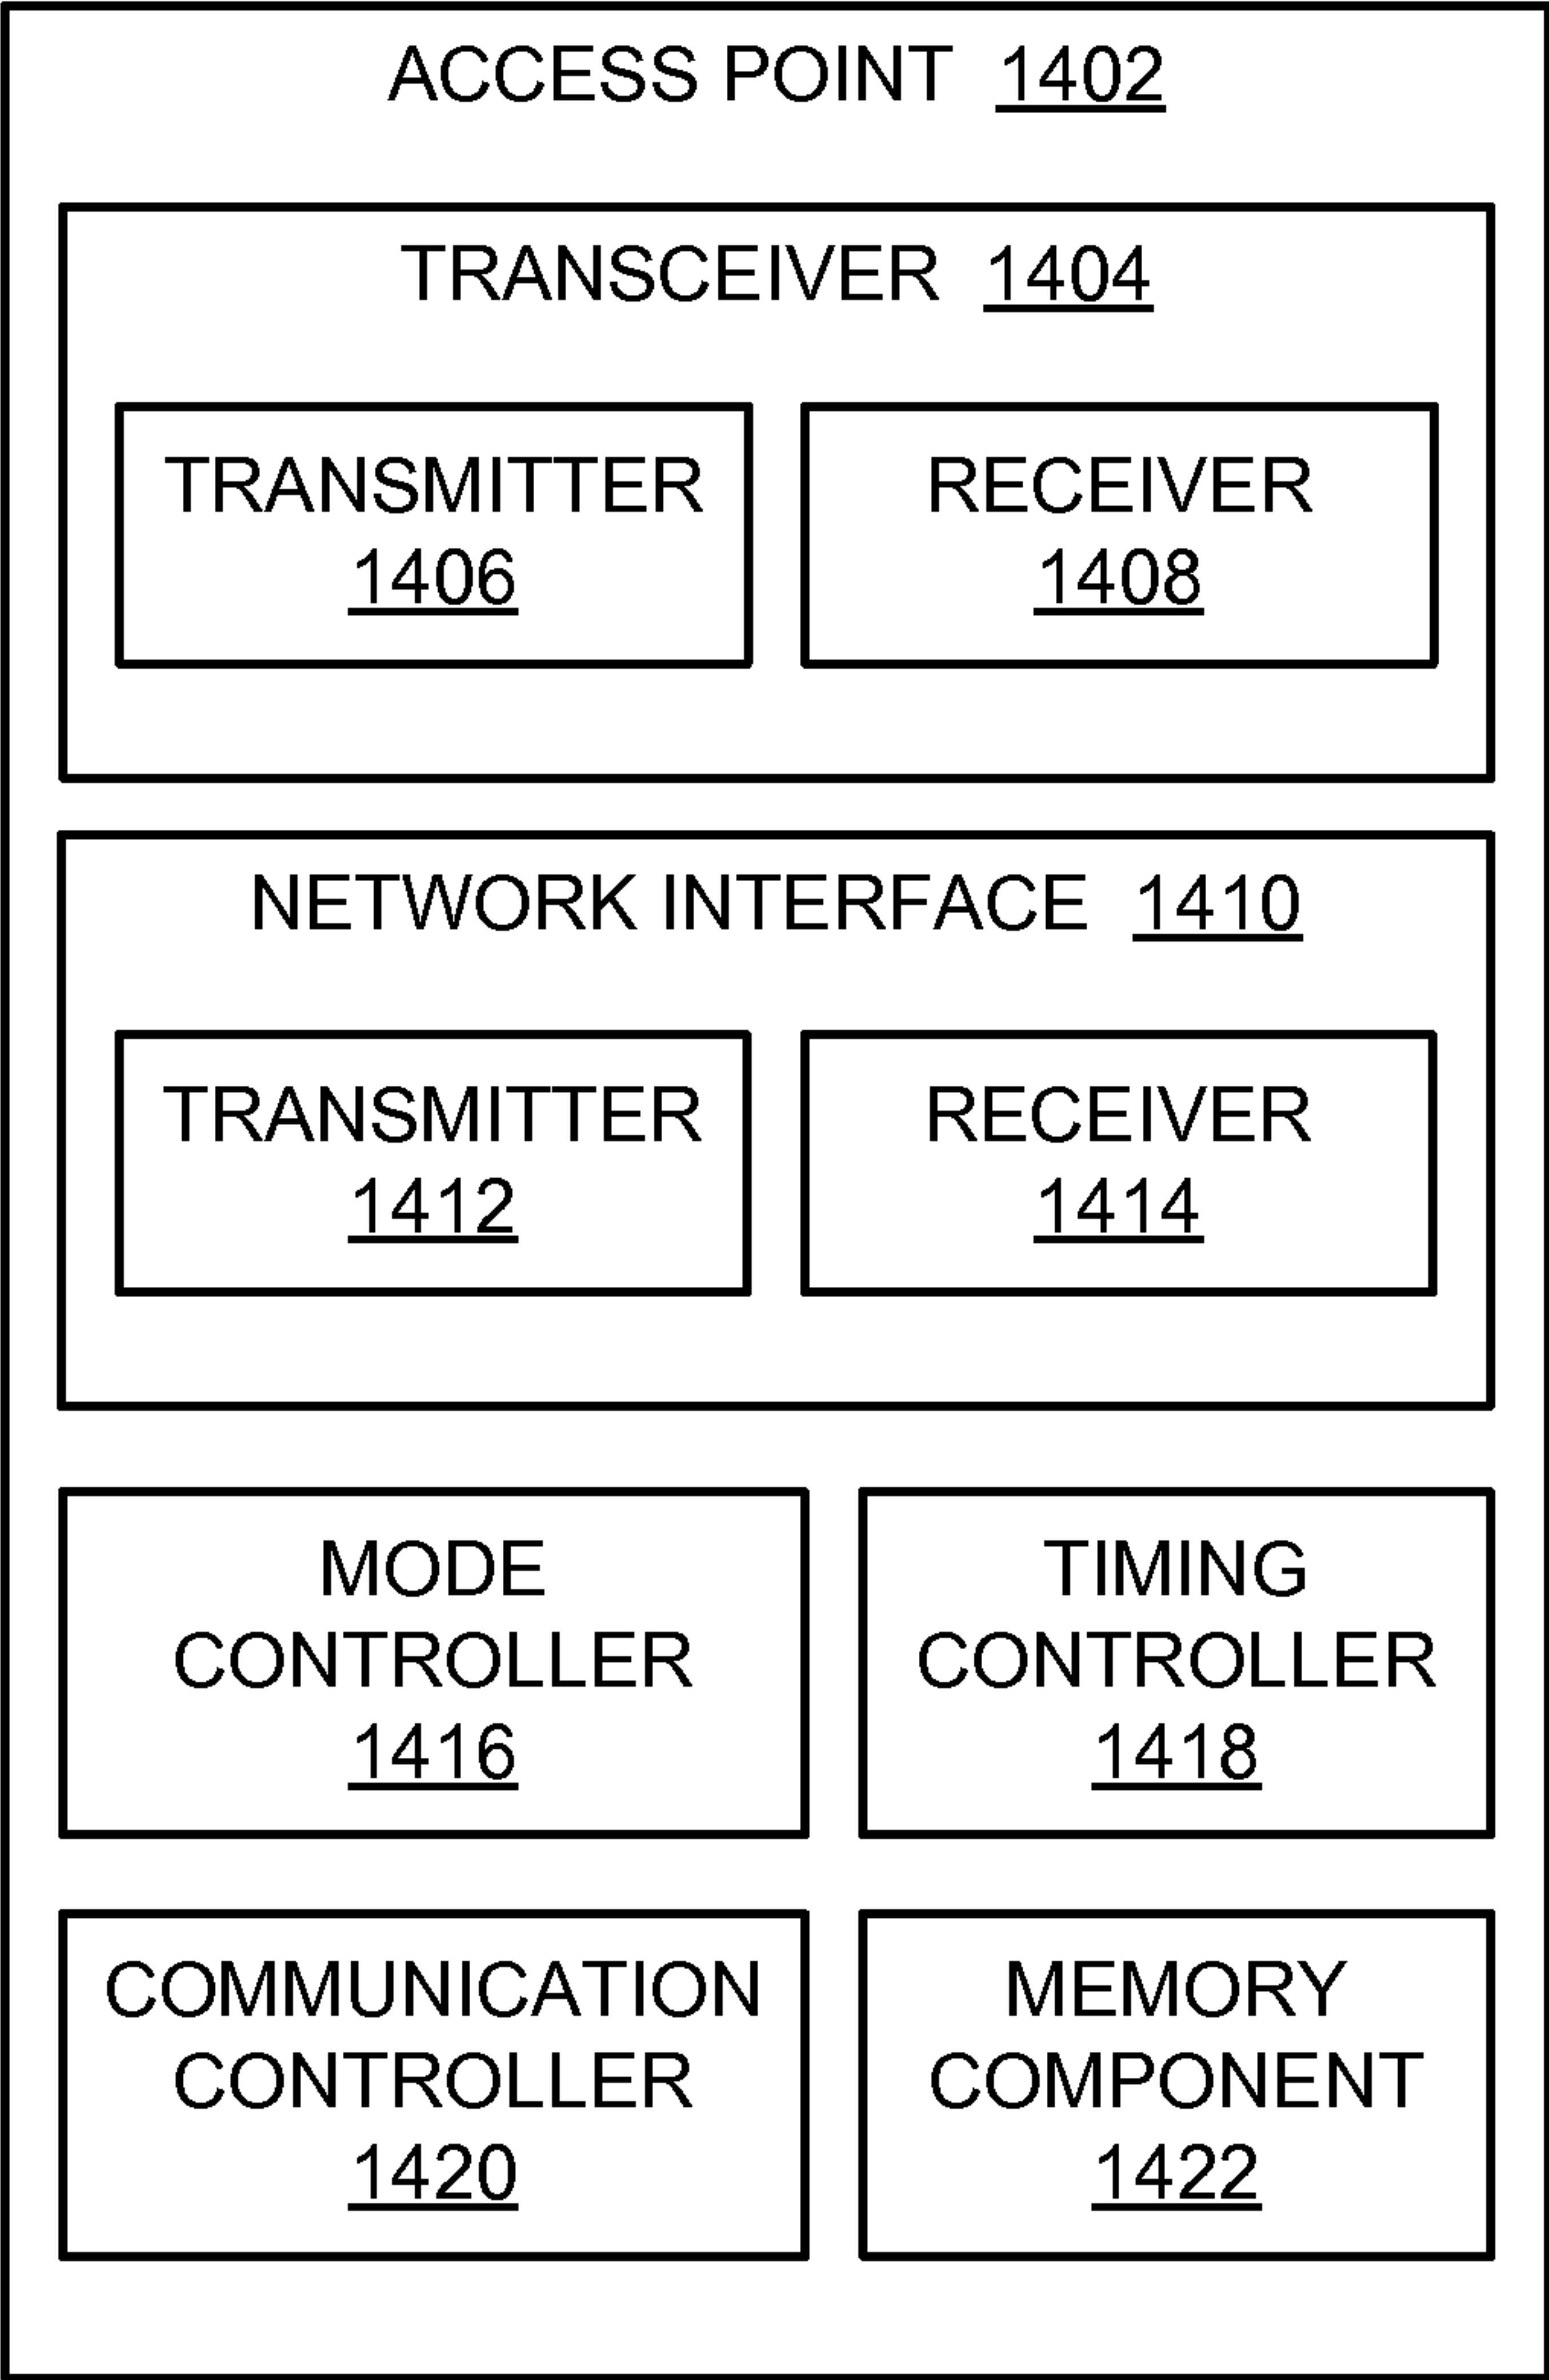 ACCESS POINT 1402
TRANSCEIVER 1404
TRANSMITTER
1406
RECEIVER
1408
NETWORK INTERFACE 1410
TRANSMITTER
1412
RECEIVER
1414
MODE
CONTROLLER
1416
TIMING
CONTROLLER
1418
COMMUNICATION
CONTROLLER
1420
MEMORY
COMPONENT
1422